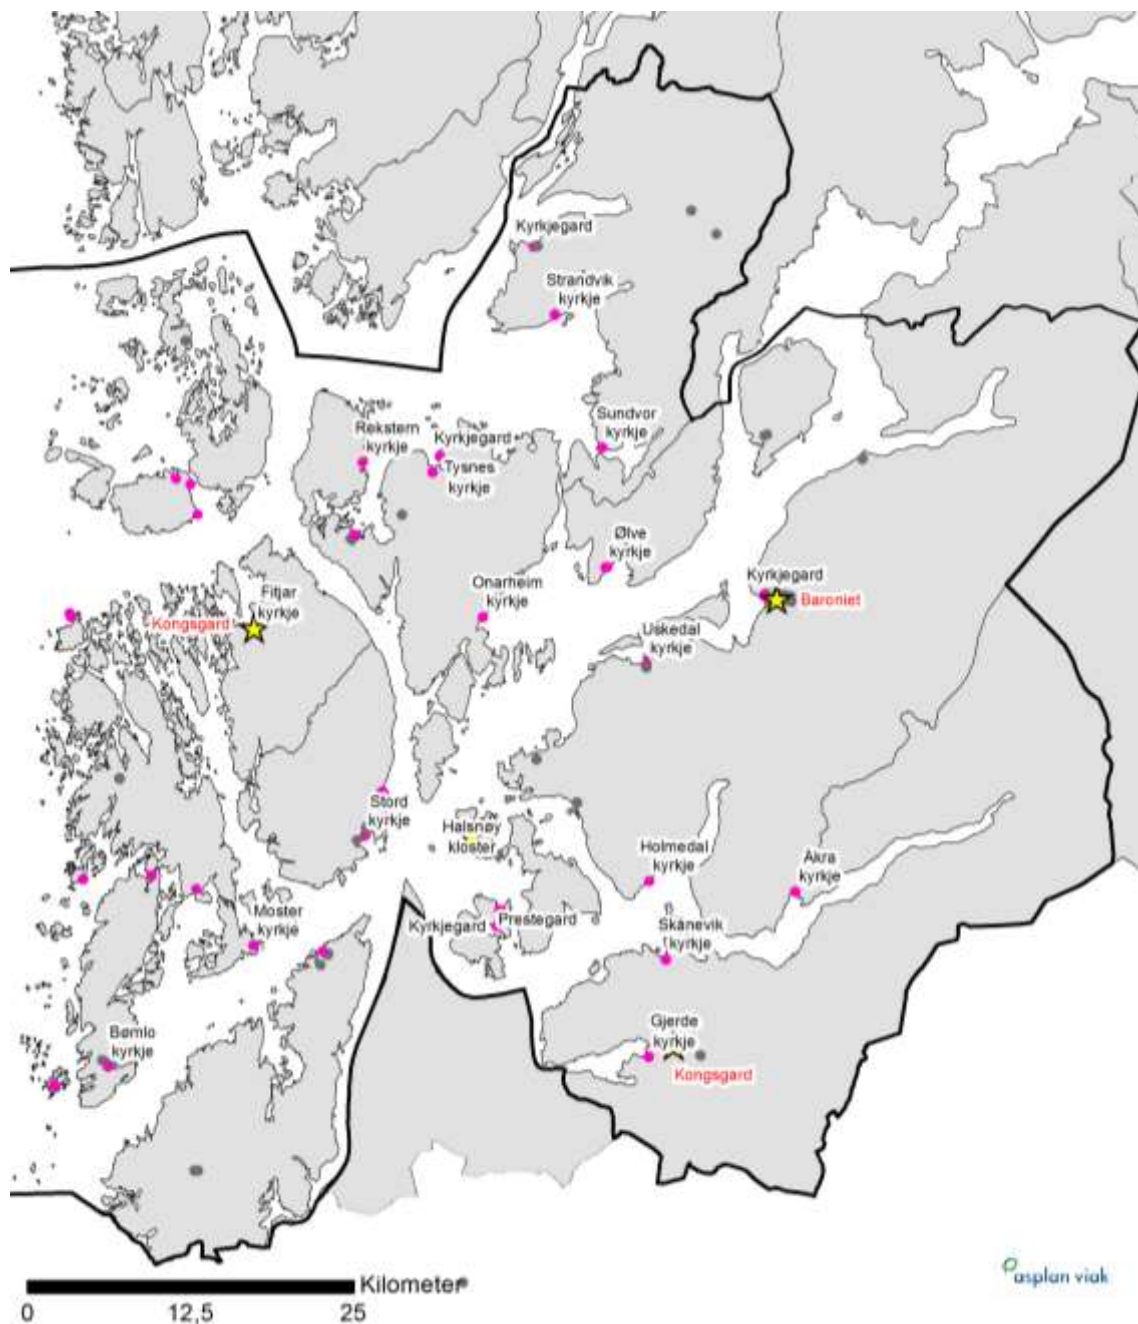 Kyrkjegard
Strandvik
kyrkje
Sundvor
kyrkje
Rekstern
kyrkje
Kyrkjegard
Tysnes
kyrkje
Ølve
kyrkje
Onarheim
kyrkje
Kyrkjegard
Baroniet
Fitjar
kyrkje
Kongsgard
Uskedal
kyrkje
Stord
kyrkje
Halsnøy
kloster
Holmedal
kyrkje
Åkra
kyrkje
Moster
kyrkje
Kyrkjegard
Prestegard
Skånevik
kyrkje
Gjerde
kyrkje
Kongsgard
Bømlo
kyrkje
Kilometer
0 12,5 25
asplan viak